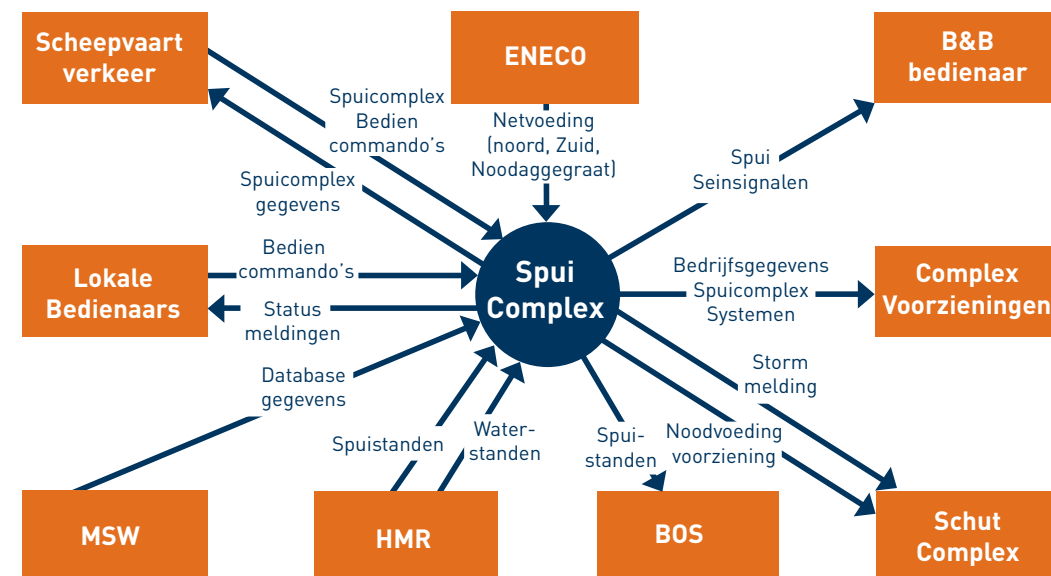 Scheepvaart
verkeer
ENECO
B&B
bedienaar
Spuicomplex
Bedien
commando's
Netvoeding
(noord, Zuid,
Noodaggegraat)
Spui
Seinsignalen
Spuicomplex
gegevens
Lokale
Bedienaars
Bedien
commando's
Status
meldingen
Spui
Complex
Bedrijfsgegevens
Spuicomplex
Systemen
Complex
Voorzieningen
Database
gegevens
Storm
melding
Spuistanden
Water-
standen
Spui-
standen
Noodvoeding
voorziening
MSW
HMR
BOS
Schut
Complex